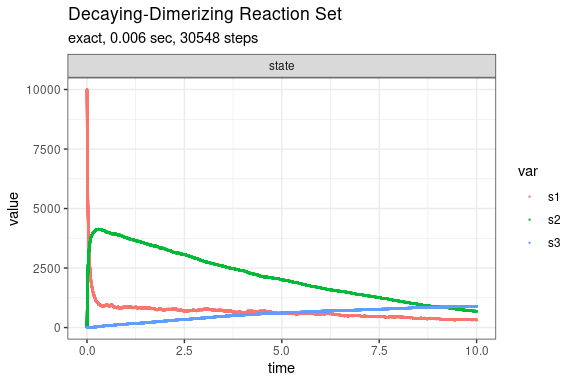 Decaying-Dimerizing Reaction Set
exact, 0.006 sec, 30548 steps
state
10000
7500
5000
2500
0
value
0.0
2.5
5.0
7.5
10.0
time
var
s1
s2
s3